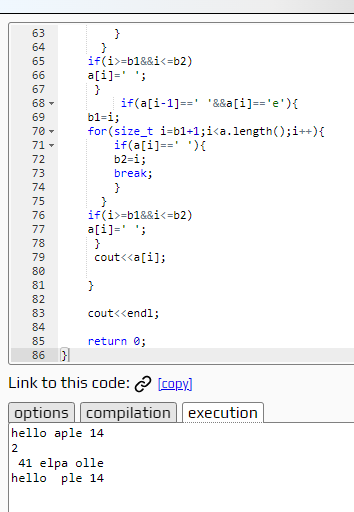 63 }
64 }
65 if(i>=b1&&i<=b2)
66 a[i]=' ';
67 }
68 if(a[i-1]==' '&&a[i]=='e'){
69 b1=i;
70 for(size_t i=b1+1;i<a.length();i++){
71 if(a[i]==' '){
72 b2=i;
73 break;
74 }
75 }
76 if(i>=b1&&i<=b2)
77 a[i]=' ';
78 }
79 cout<<a[i];
80
81 }
82
83 cout<<endl;
84
85 return 0;
86 }
Link to this code: [copy]
options compilation execution
hello aple 14
2
 41 elpa olle
hello  ple 14